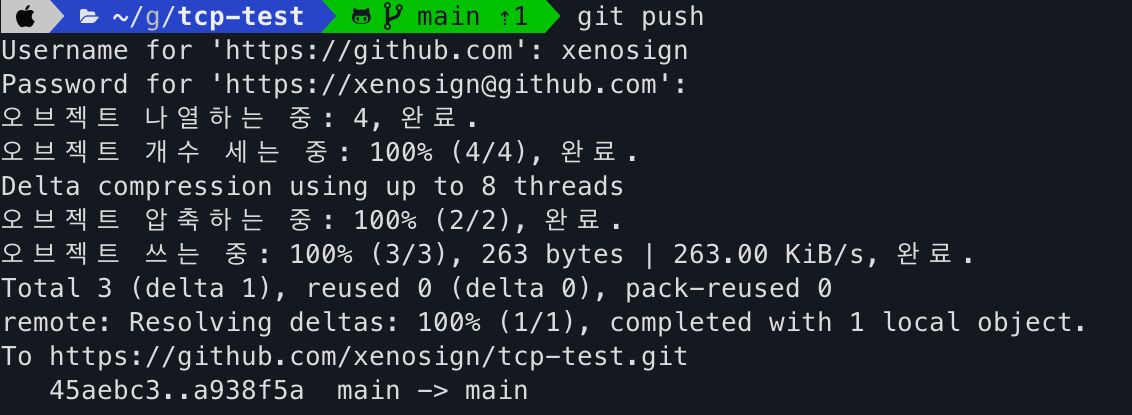 ~/g/tcp-test main ⇡1 git push
Username for 'https://github.com': xenosign
Password for 'https://xenosign@github.com':
오브젝트 나열하는 중: 4, 완료.
오브젝트 개수 세는 중: 100% (4/4), 완료.
Delta compression using up to 8 threads
오브젝트 압축하는 중: 100% (2/2), 완료.
오브젝트 쓰는 중: 100% (3/3), 263 bytes | 263.00 KiB/s, 완료.
Total 3 (delta 1), reused 0 (delta 0), pack-reused 0
remote: Resolving deltas: 100% (1/1), completed with 1 local object.
To https://github.com/xenosign/tcp-test.git
   45aebc3..a938f5a  main -> main